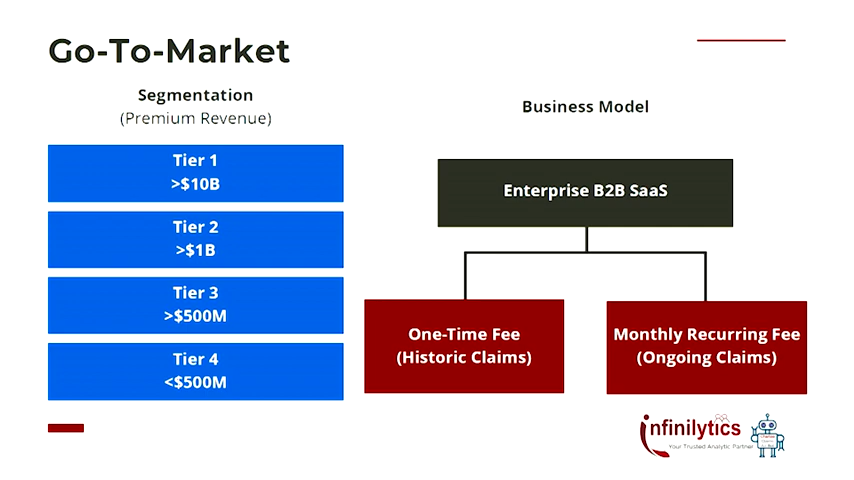 Go-To-Market
Segmentation
(Premium Revenue)
Tier 1
>$10B
Tier 2
>$1B
Tier 3
>$500M
Tier 4
<$500M
Business Model
Enterprise B2B SaaS
One-Time Fee
(Historic Claims)
Monthly Recurring Fee
(Ongoing Claims)
infinilytics
Your Trusted Analytic Partner